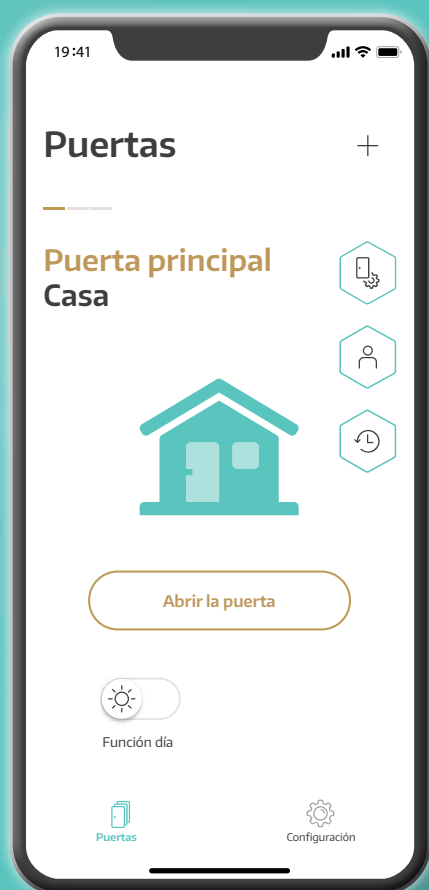 19:41
Puertas
Puerta principal
Casa
Abrir la puerta
Función día
Puertas
Configuración